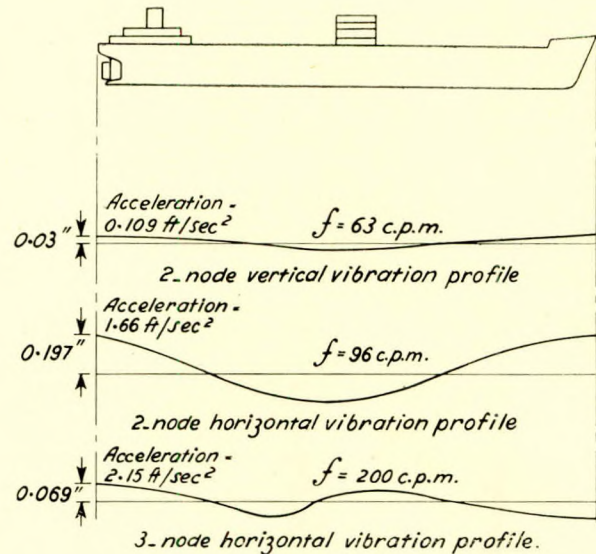 Acceleration =
0·109 ft/sec²
f = 63 c.p.m.
0·03"
2-node vertical vibration profile
Acceleration =
1·66 ft/sec²
0·197"
f = 96 c.p.m.
2-node horizontal vibration profile
Acceleration =
2·15 ft/sec²
f = 200 c.p.m.
0·069"
3-node horizontal vibration profile.